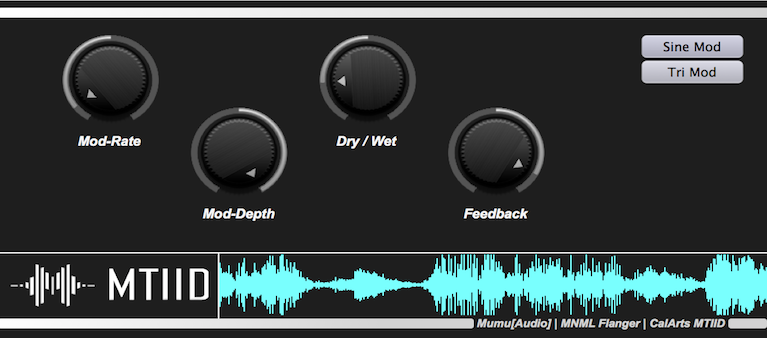 Sine Mod
Tri Mod
Mod-Rate
Dry / Wet
Mod-Depth
Feedback
MTIID
Mumu[Audio] | MNML Flanger | CalArts MTIID